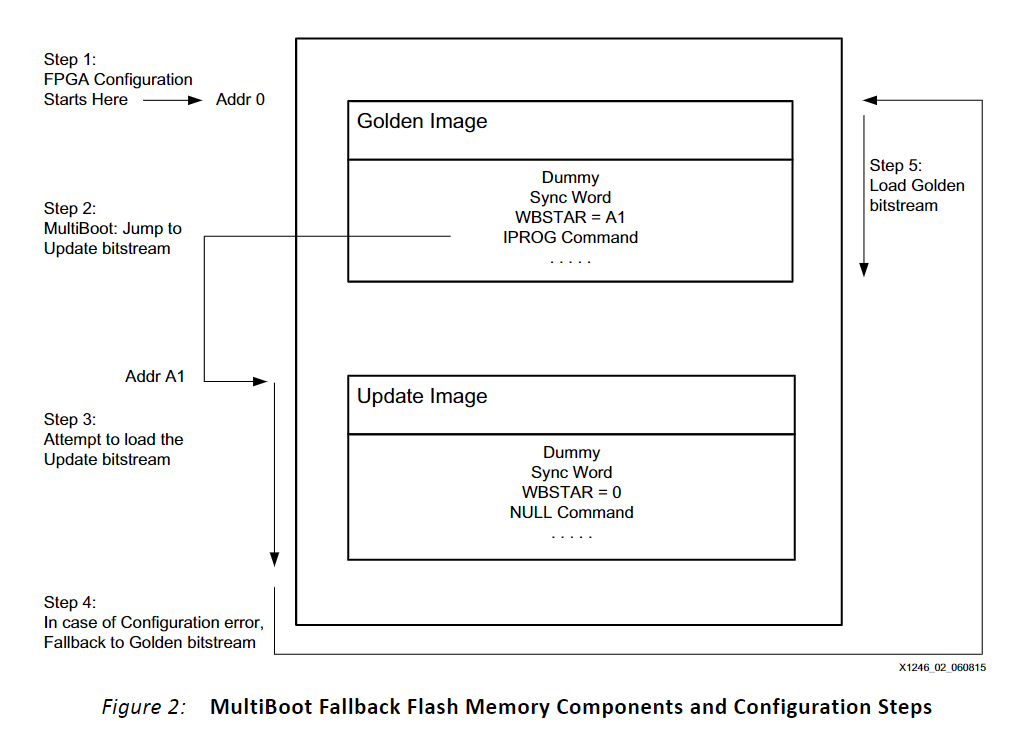 Step 1:
FPGA Configuration
Starts Here
Addr 0
Golden Image
Dummy
Sync Word
WBSTAR = A1
IPROG Command
. . . . .
Step 5:
Load Golden
bitstream
Step 2:
MultiBoot: Jump to
Update bitstream
Addr A1
Step 3:
Attempt to load the
Update bitstream
Update Image
Dummy
Sync Word
WBSTAR = 0
NULL Command
. . . . .
Step 4:
In case of Configuration error,
Fallback to Golden bitstream
X1246_02_060815
Figure 2: MultiBoot Fallback Flash Memory Components and Configuration Steps